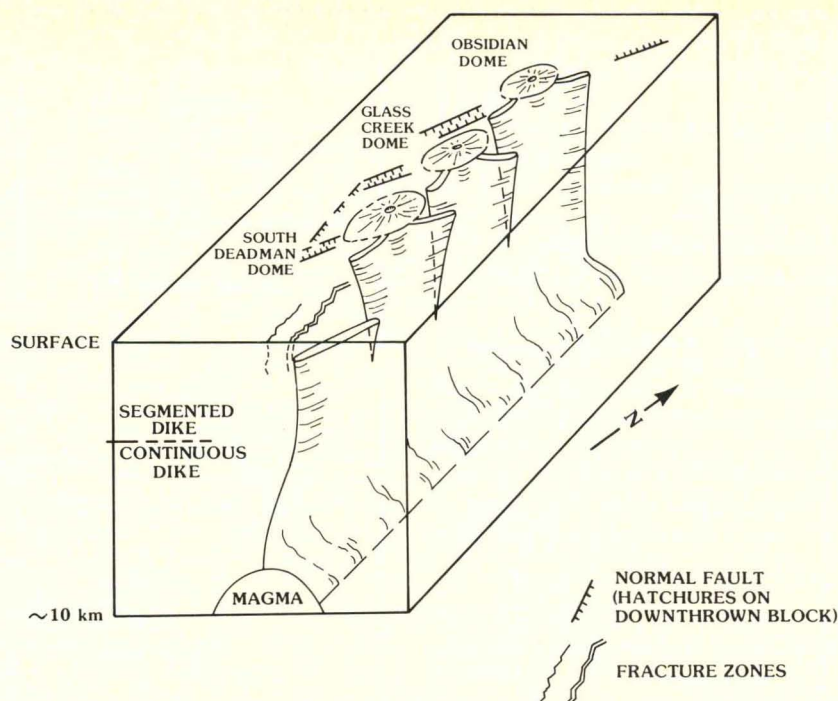 OBSIDIAN
DOME
GLASS
CREEK
DOME
SOUTH
DEADMAN
DOME
SURFACE
SEGMENTED
DIKE
CONTINUOUS
DIKE
N
MAGMA
~10 km
NORMAL FAULT
(HATCHURES ON
DOWNTHROWN BLOCK)
FRACTURE ZONES